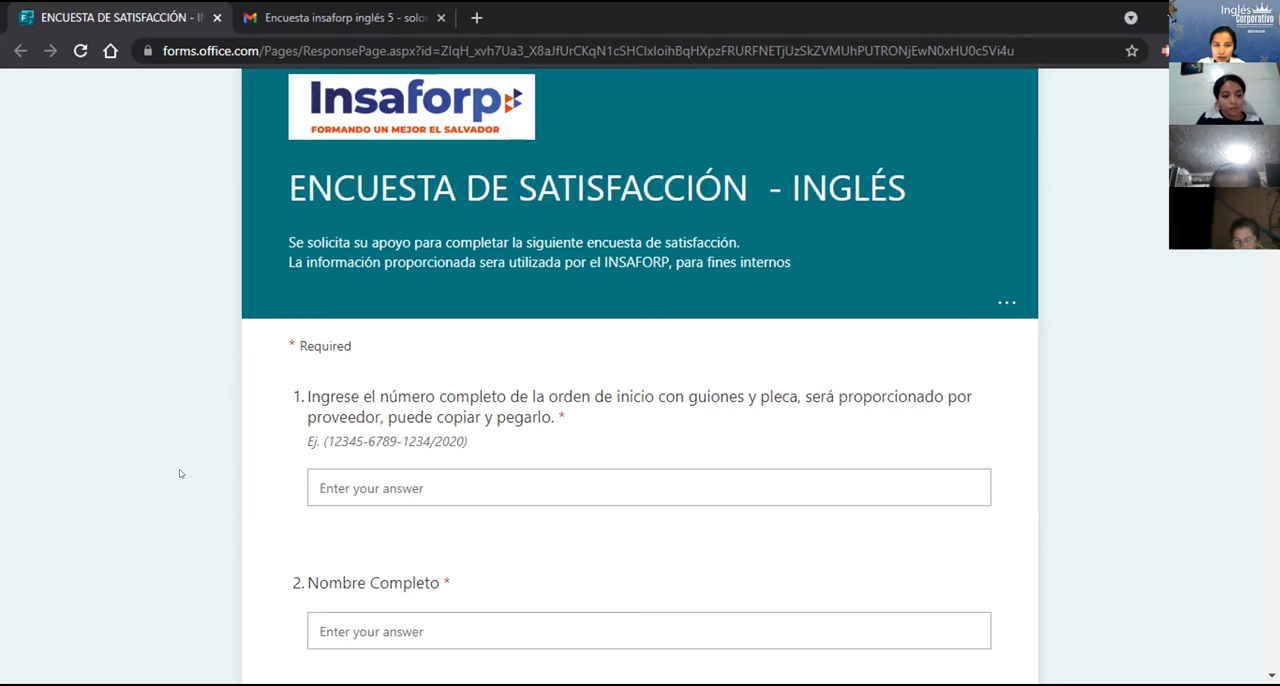 ENCUESTA DE SATISFACCIÓN - I
Encuesta insaforp inglés 5 - solo
forms.office.com/Pages/ResponsePage.aspx?id=ZIqH_xvh7Ua3_X8aJfUrCKqN1cSHCIxIoihBqHXpzFRURFNETjUzSkZVMUhPUTRONjEwN0xHU0c5Vi4u
Inglés
Corporativo
Insaforp
FORMANDO UN MEJOR EL SALVADOR
ENCUESTA DE SATISFACCIÓN - INGLÉS
Se solicita su apoyo para completar la siguiente encuesta de satisfacción.
La información proporcionada sera utilizada por el INSAFORP, para fines internos
...
* Required
1. Ingrese el número completo de la orden de inicio con guiones y pleca, será proporcionado por
proveedor, puede copiar y pegarlo. *
Ej. (12345-6789-1234/2020)
Enter your answer
2. Nombre Completo *
Enter your answer